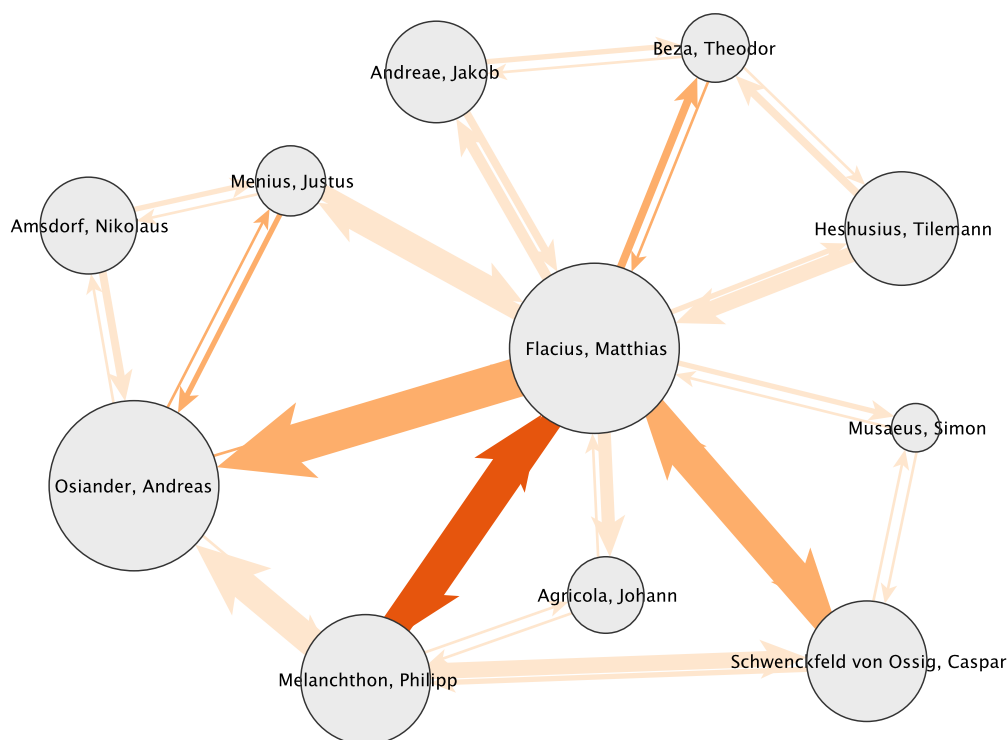 Beza, Theodor
Andreae, Jakob
Menius, Justus
Amsdorf, Nikolaus
Heshusius, Tilemann
Flacius, Matthias
Musaeus, Simon
Osiander, Andreas
Agricola, Johann
Schwenckfeld von Ossig, Caspar
Melanchthon, Philipp